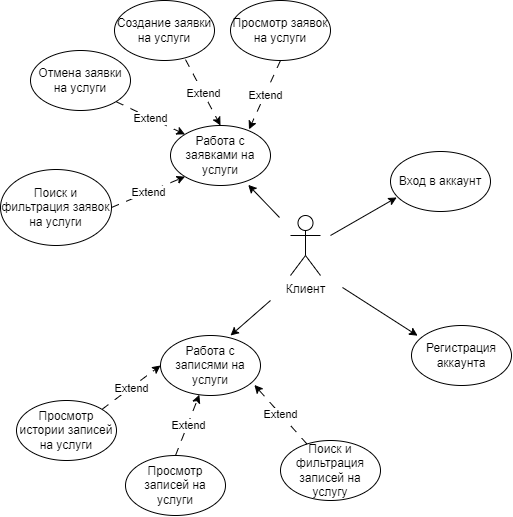 Создание заявки
на услуги
Просмотр заявок
на услуги
Отмена заявки
на услуги
Extend
Extend
Extend
Работа с
заявками на
услуги
Вход в аккаунт
Поиск и
фильтрация заявок
на услуги
Extend
Клиент
Работа с
записями на
услуги
Регистрация
аккаунта
Extend
Просмотр
истории записей
на услуги
Extend
Extend
Просмотр
записей на
услуги
Поиск и
фильтрация
записей на
услугу